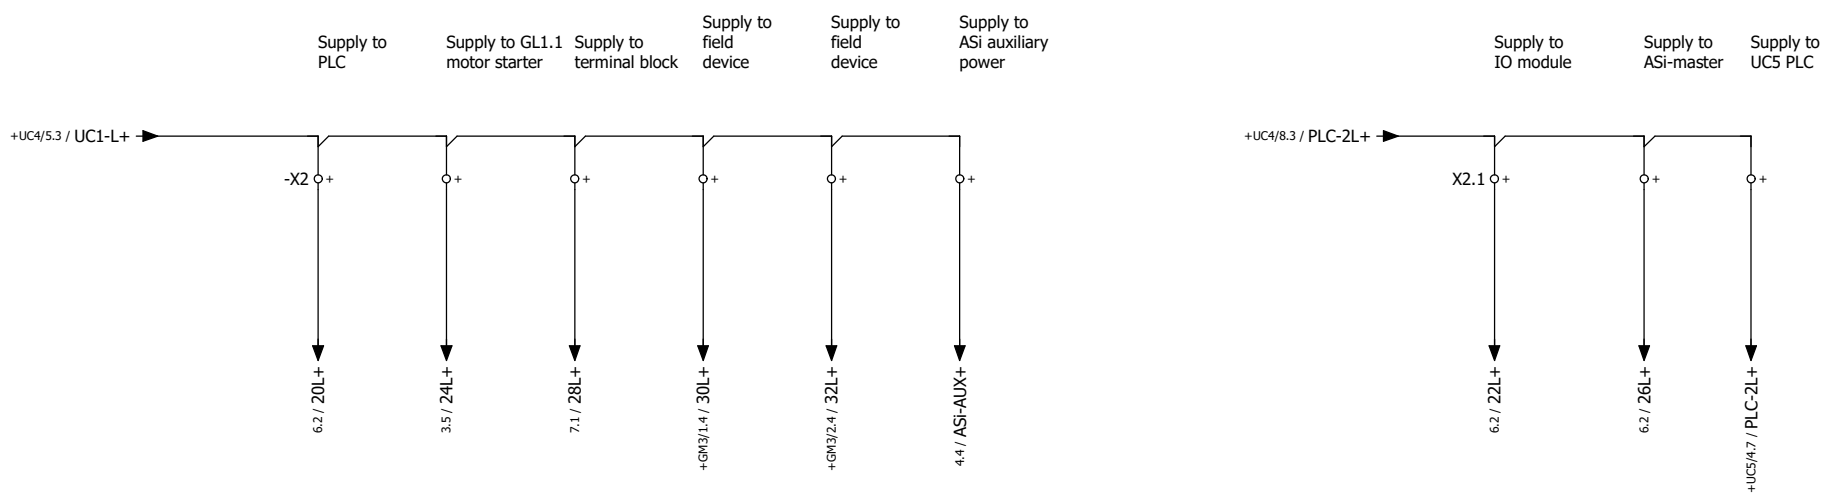 Supply to
PLC
Supply to GL1.1
motor starter
Supply to
terminal block
Supply to
field
device
Supply to
field
device
Supply to
ASi auxiliary
power
Supply to
IO module
Supply to
ASi-master
Supply to
UC5 PLC
+UC4/5.3 / UC1-L+
+UC4/8.3 / PLC-2L+
-X2 +
+
+
+
+
+
X2.1 +
+
+
6.2 / 20L+
3.5 / 24L+
7.1 / 28L+
+GM3/1.4 / 30L+
+GM3/2.4 / 32L+
4.4 / ASi-AUX+
6.2 / 22L+
6.2 / 26L+
+UC5/4.7 / PLC-2L+